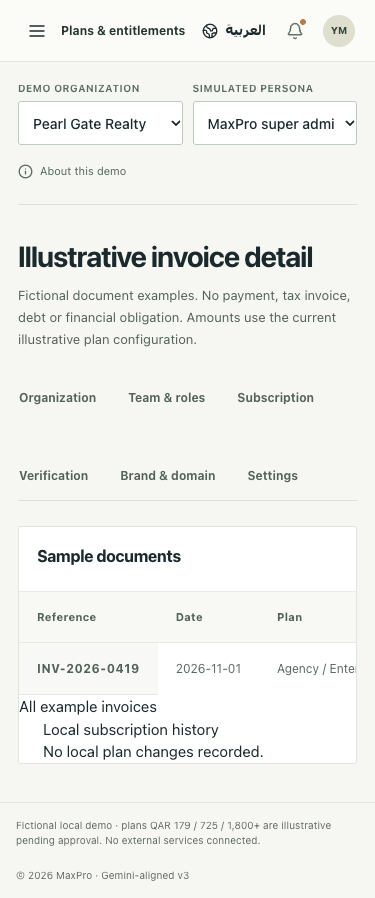 Plans & entitlements
العربية
YM
DEMO ORGANIZATION
SIMULATED PERSONA
Pearl Gate Realty
MaxPro super admi
About this demo
Illustrative invoice detail
Fictional document examples. No payment, tax invoice,
debt or financial obligation. Amounts use the current
illustrative plan configuration.
Organization
Team & roles
Subscription
Verification
Brand & domain
Settings
Sample documents
Reference
Date
Plan
INV-2026-0419
2026-11-01
Agency / Enter
All example invoices
Local subscription history
No local plan changes recorded.
Fictional local demo · plans QAR 179 / 725 / 1,800+ are illustrative
pending approval. No external services connected.
© 2026 MaxPro · Gemini-aligned v3